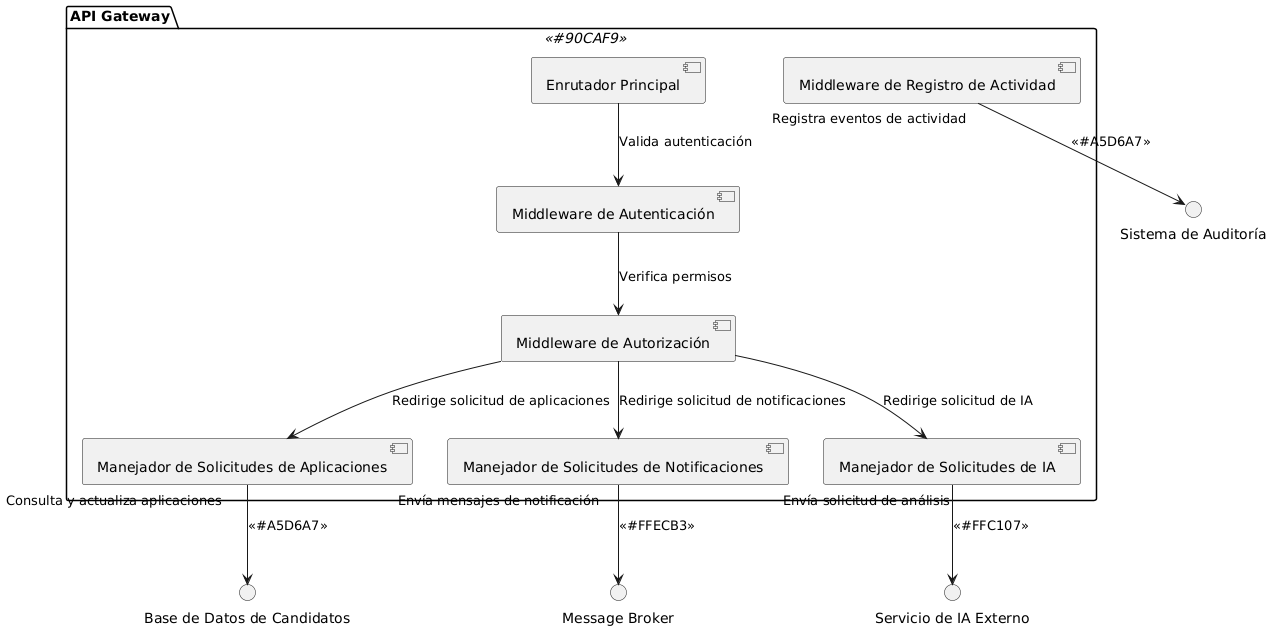 API Gateway
«#90CAF9»
Enrutador Principal
Middleware de Registro de Actividad
Registra eventos de actividad
Valida autenticación
«#A5D6A7»
Middleware de Autenticación
Sistema de Auditoría
Verifica permisos
Middleware de Autorización
Redirige solicitud de aplicaciones
Redirige solicitud de notificaciones
Redirige solicitud de IA
Manejador de Solicitudes de Aplicaciones
Manejador de Solicitudes de Notificaciones
Manejador de Solicitudes de IA
Consulta y actualiza aplicaciones
Envía mensajes de notificación
Envía solicitud de análisis
«#A5D6A7»
«#FFECB3»
«#FFC107»
Base de Datos de Candidatos
Message Broker
Servicio de IA Externo